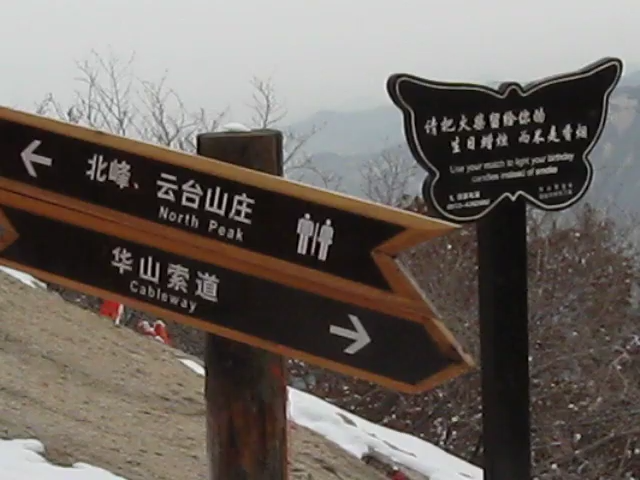 北峰、云台山庄
North Peak
华山索道
Cableway
请把火柴留给你的
生日蜡烛 而不是香烟
Use your match to light your birthday
candles instead of smoke